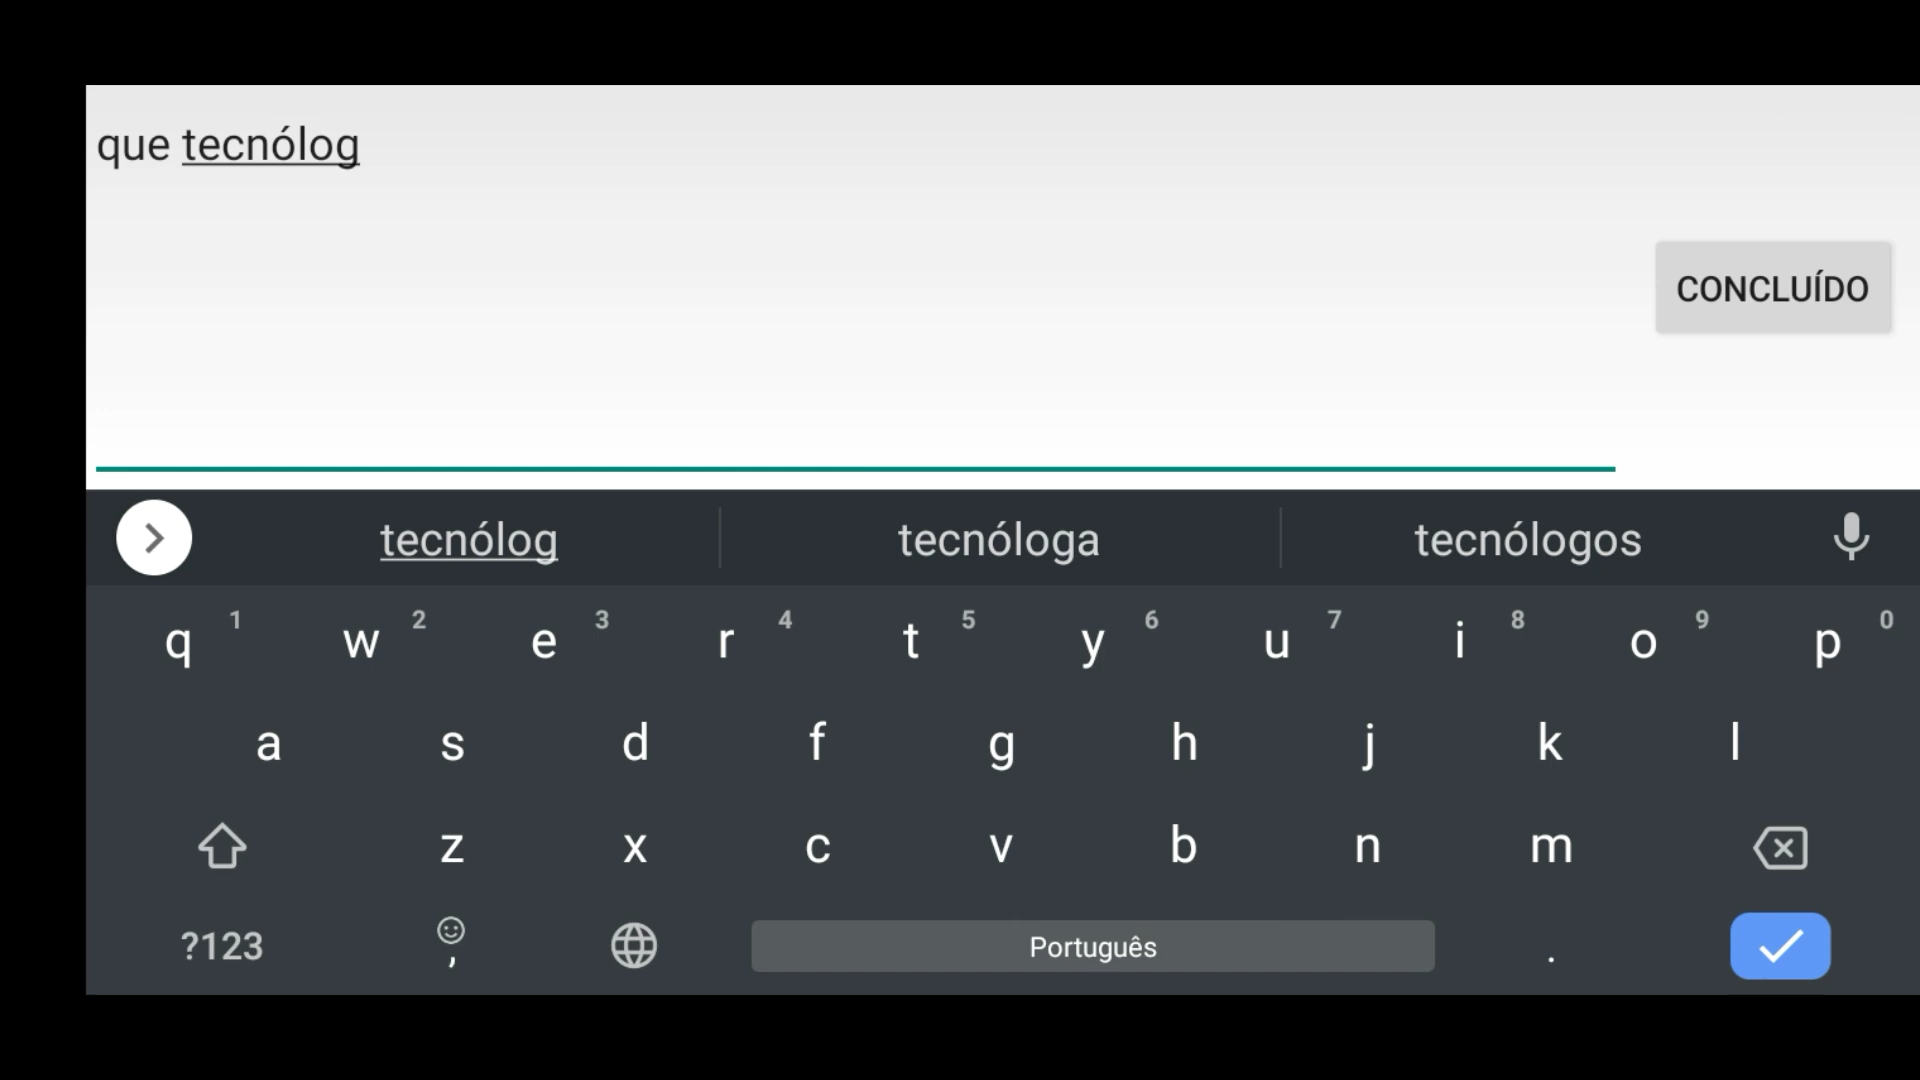 que tecnólog
CONCLUÍDO
tecnólog tecnóloga tecnólogos
q 1 w 2 e 3 r 4 t 5 y 6 u 7 i 8 o 9 p 0
a s d f g h j k l
z x c v b n m
?123 , Português .